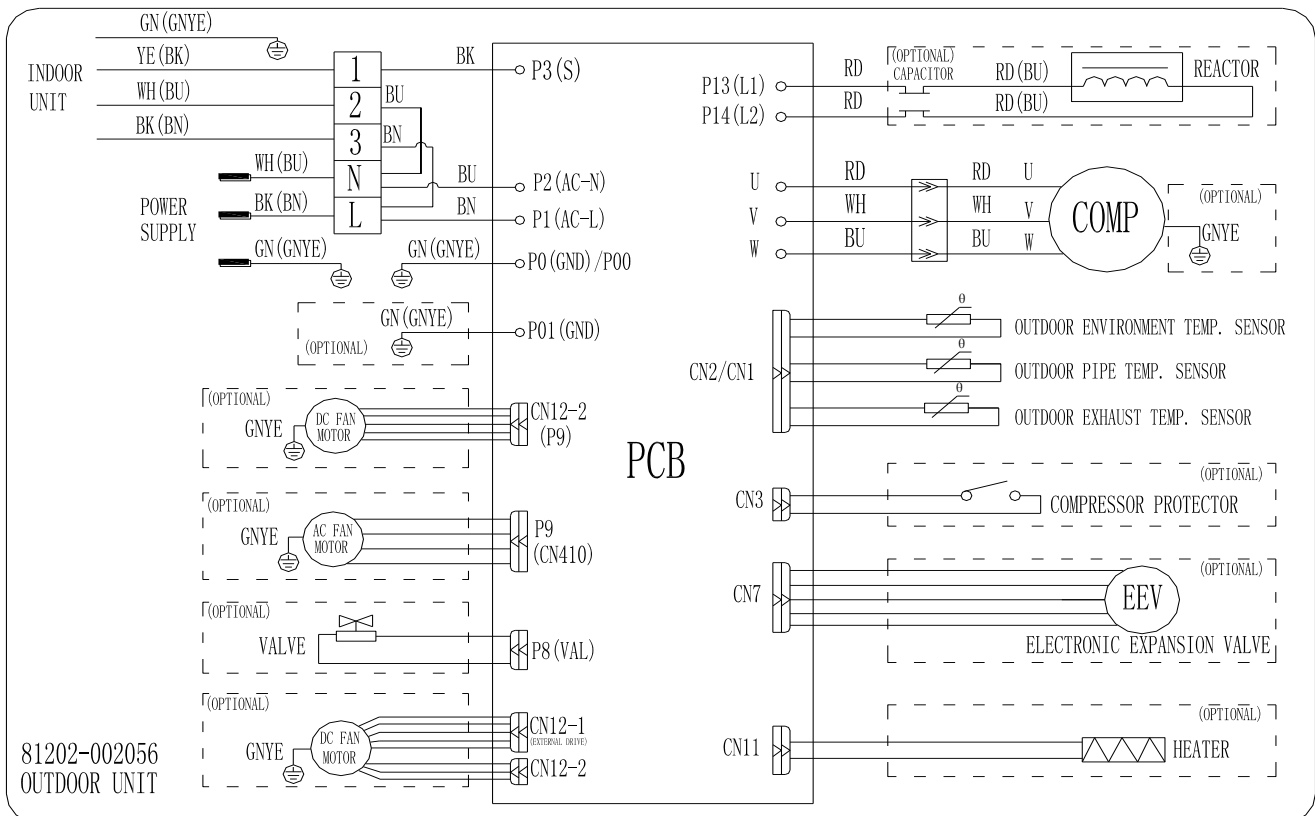 GN(GNYE)
YE(BK)
INDOOR
UNIT
WH(BU)
BK(BN)
1
2
3
N
L
BK
BU
BN
P3(S)
WH(BU)
BU
P2(AC-N)
POWER
SUPPLY
BK(BN)
BN
P1(AC-L)
GN(GNYE)
GN(GNYE)
P0(GND)/P00
GN(GNYE)
P01(GND)
(OPTIONAL)
(OPTIONAL)
GNYE
DC FAN
MOTOR
CN12-2
(P9)
(OPTIONAL)
GNYE
AC FAN
MOTOR
P9
(CN410)
(OPTIONAL)
VALVE
P8(VAL)
(OPTIONAL)
GNYE
DC FAN
MOTOR
CN12-1
(EXTERNAL DRIVE)
CN12-2
81202-002056
OUTDOOR UNIT
PCB
P13(L1)
RD
(OPTIONAL)
CAPACITOR
RD(BU)
REACTOR
P14(L2)
RD
RD(BU)
U
RD
RD
U
V
WH
WH
V
W
BU
BU
W
COMP
(OPTIONAL)
GNYE
CN2/CN1
θ
OUTDOOR ENVIRONMENT TEMP. SENSOR
θ
OUTDOOR PIPE TEMP. SENSOR
θ
OUTDOOR EXHAUST TEMP. SENSOR
CN3
(OPTIONAL)
COMPRESSOR PROTECTOR
CN7
(OPTIONAL)
EEV
ELECTRONIC EXPANSION VALVE
CN11
(OPTIONAL)
HEATER